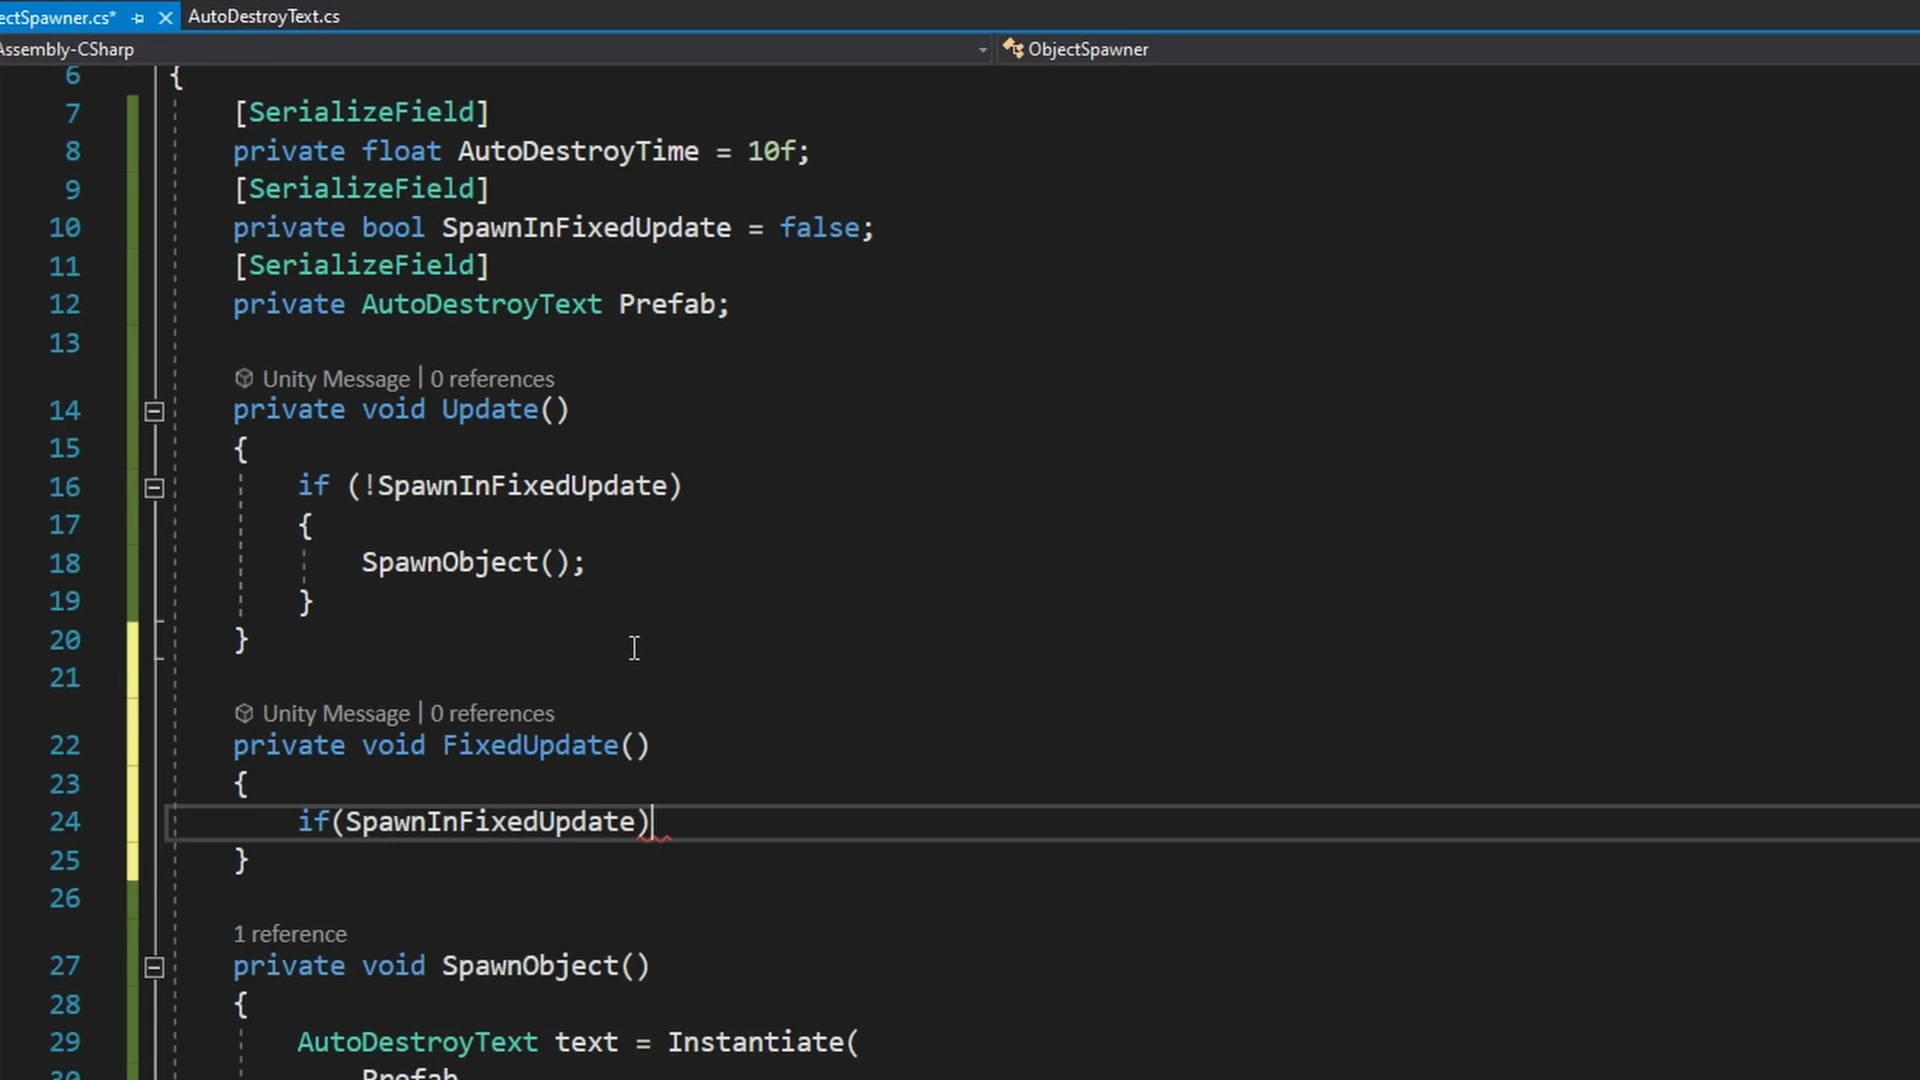 ectSpawner.cs* AutoDestroyText.cs
Assembly-CSharp ObjectSpawner
6 {
7 [SerializeField]
8 private float AutoDestroyTime = 10f;
9 [SerializeField]
10 private bool SpawnInFixedUpdate = false;
11 [SerializeField]
12 private AutoDestroyText Prefab;
13
Unity Message | 0 references
14 private void Update()
15 {
16 if (!SpawnInFixedUpdate)
17 {
18 SpawnObject();
19 }
20 }
21
Unity Message | 0 references
22 private void FixedUpdate()
23 {
24 if(SpawnInFixedUpdate)
25 }
26
1 reference
27 private void SpawnObject()
28 {
29 AutoDestroyText text = Instantiate(
30 Prefab